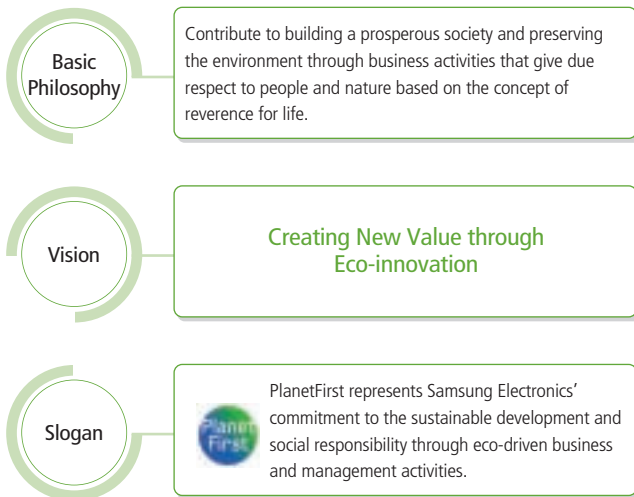 Basic
Philosophy
Contribute to building a prosperous society and preserving
the environment through business activities that give due
respect to people and nature based on the concept of
reverence for life.
Vision
Creating New Value through
Eco-innovation
Slogan
Planet
First
PlanetFirst represents Samsung Electronics’
commitment to the sustainable development and
social responsibility through eco-driven business
and management activities.